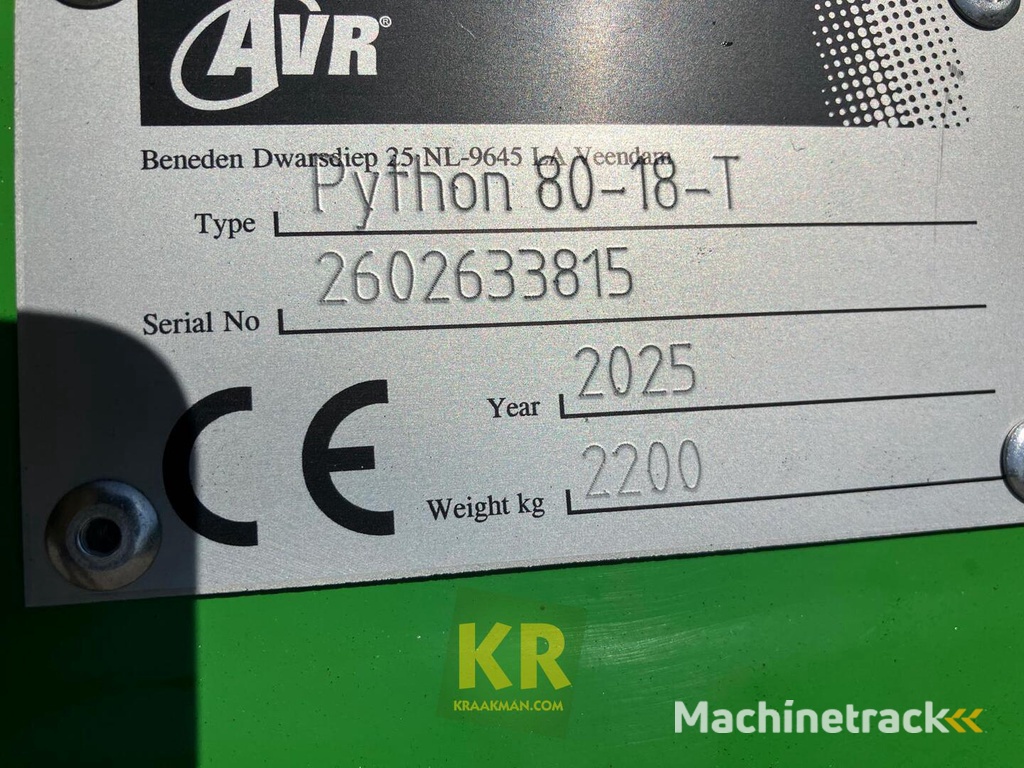 AVR®
Beneden Dwarsdiep 25 NL-9645 LA Veendam
Type Python 80-18-T
Serial No 2602633815
Year 2025
CE
Weight kg 2200
KR
KRAAKMAN.COM
Machinetrack